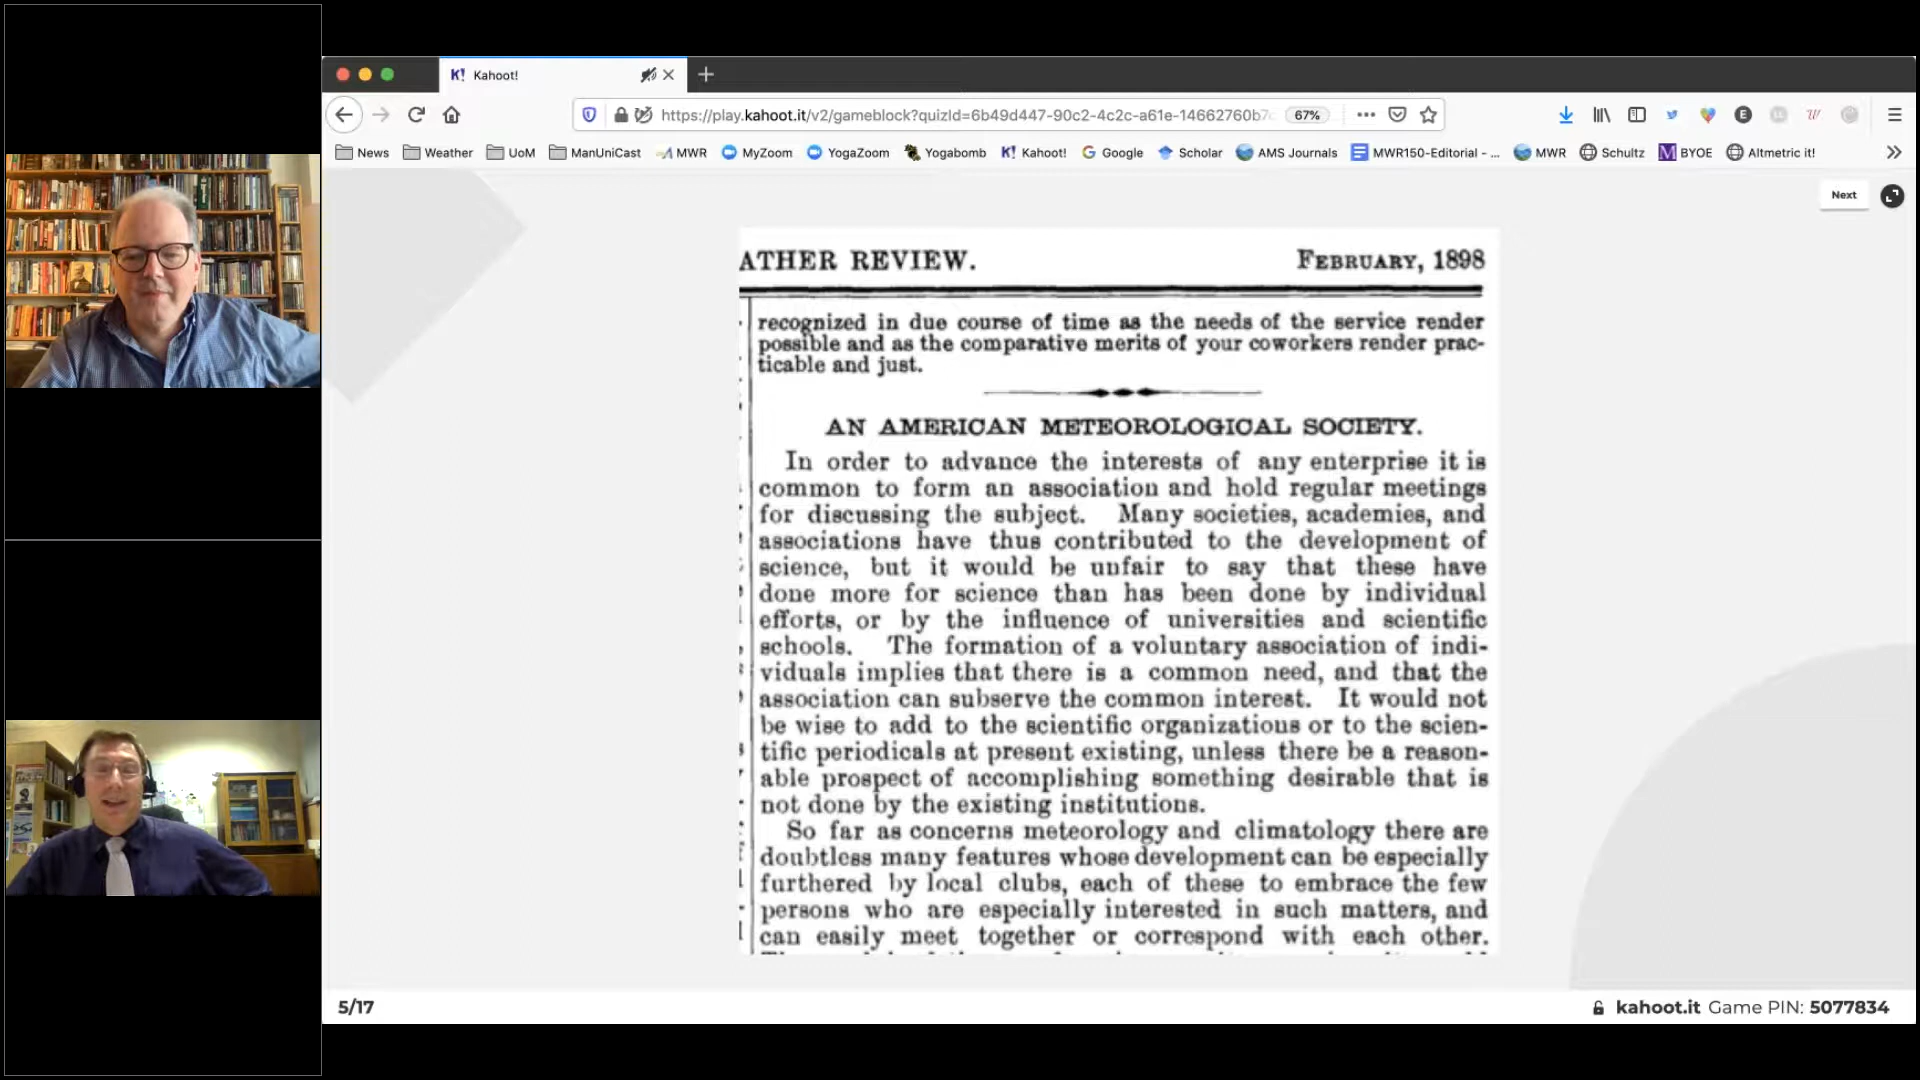 K! Kahoot!
https://play.kahoot.it/v2/gameblock?quizId=6b49d447-90c2-4c2c-a61e-14662760b7
67%
News Weather UoM ManUniCast MWR MyZoom YogaZoom Yogabomb K! Kahoot! Google Scholar AMS Journals MWR150-Editorial - ... MWR Schultz M BYOE Altmetric it!
Next
ATHER REVIEW. FEBRUARY, 1898
recognized in due course of time as the needs of the service render
possible and as the comparative merits of your coworkers render prac-
ticable and just.
AN AMERICAN METEOROLOGICAL SOCIETY.
In order to advance the interests of any enterprise it is
common to form an association and hold regular meetings
for discussing the subject. Many societies, academies, and
associations have thus contributed to the development of
science, but it would be unfair to say that these have
done more for science than has been done by individual
efforts, or by the influence of universities and scientific
schools. The formation of a voluntary association of indi-
viduals implies that there is a common need, and that the
association can subserve the common interest. It would not
be wise to add to the scientific organizations or to the scien-
tific periodicals at present existing, unless there be a reason-
able prospect of accomplishing something desirable that is
not done by the existing institutions.
So far as concerns meteorology and climatology there are
doubtless many features whose development can be especially
furthered by local clubs, each of these to embrace the few
persons who are especially interested in such matters, and
can easily meet together or correspond with each other.
5/17
kahoot.it Game PIN: 5077834